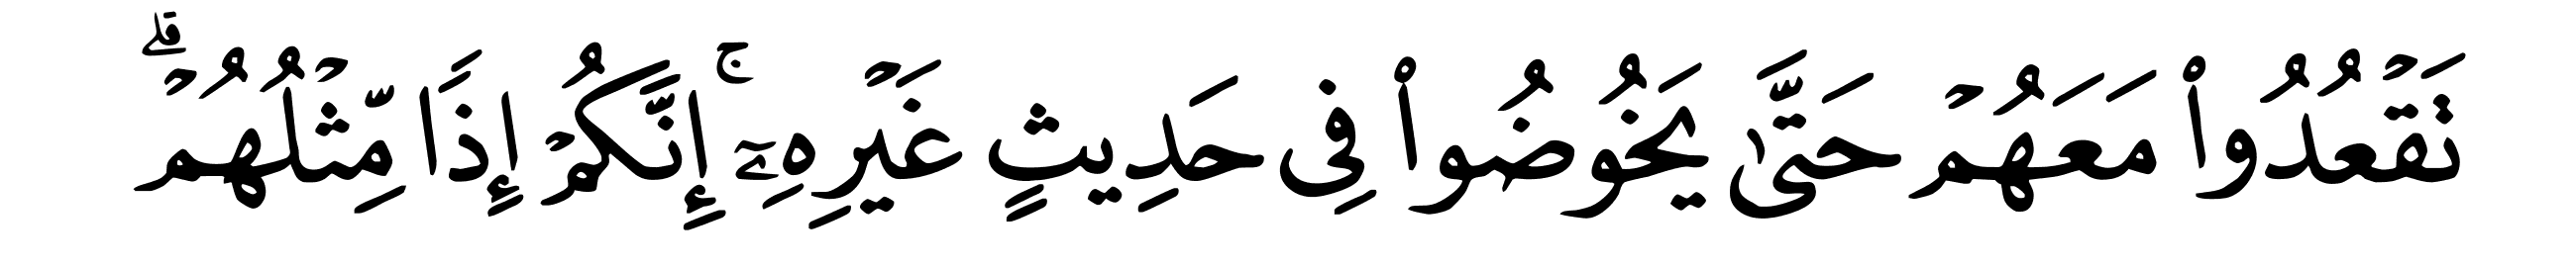 تَقۡعُدُواْ مَعَهُمۡ حَتَّىٰ يَخُوضُواْ فِي حَدِيثٍ غَيۡرِهِۦٓ ۚ إِنَّكُمۡ إِذٗا مِّثۡلُهُمۡۗ